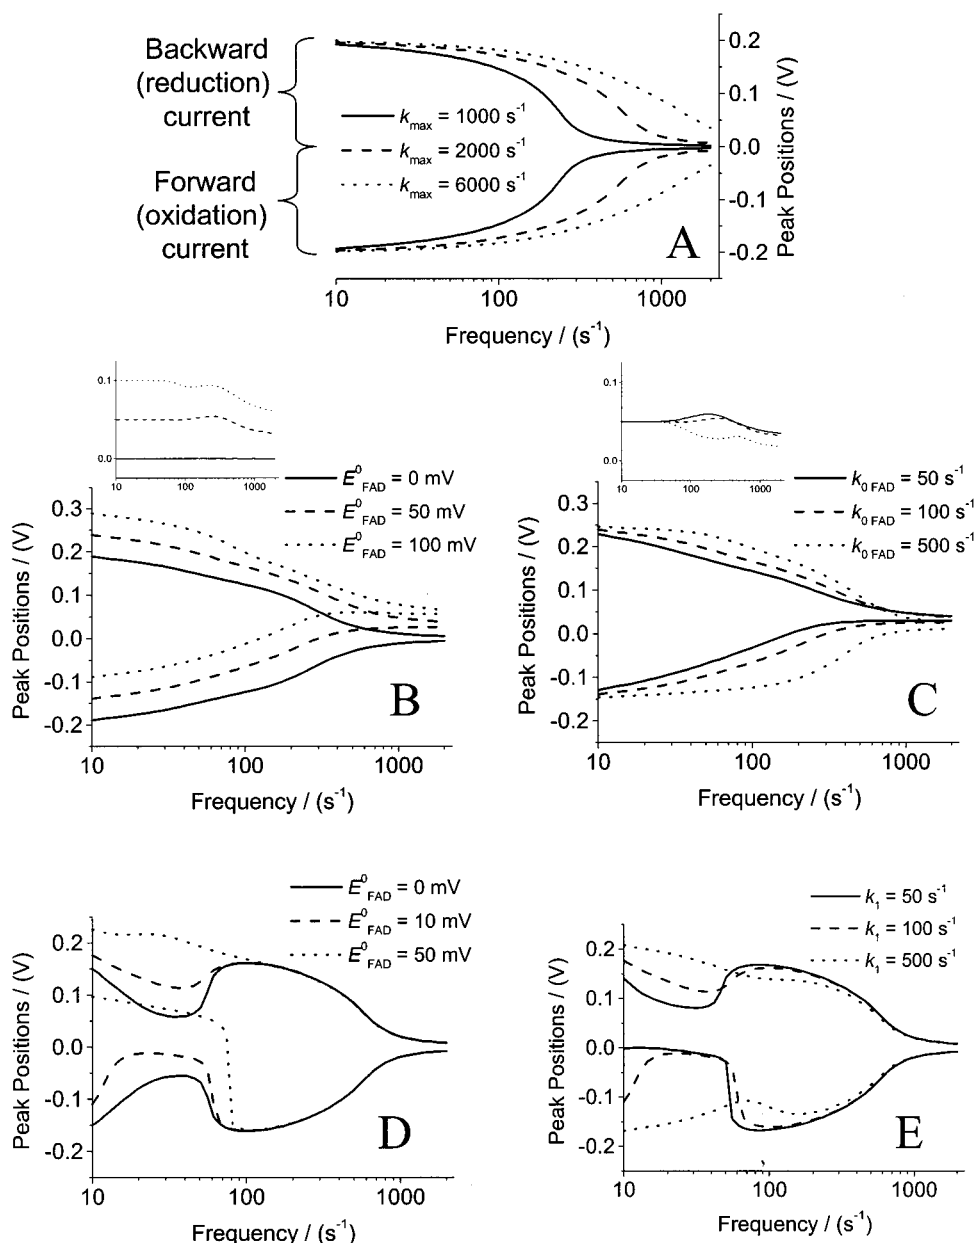 Backward
(reduction)
current
Forward
(oxidation)
current
k_max = 1000 s⁻¹
k_max = 2000 s⁻¹
k_max = 6000 s⁻¹
0.2
0.1
0.0
-0.1
-0.2
Peak Positions / (V)
A
10
100
1000
Frequency / (s⁻¹)
0.1
0.0
10
100
1000
E⁰_FAD = 0 mV
E⁰_FAD = 50 mV
E⁰_FAD = 100 mV
0.3
0.2
0.1
0.0
-0.1
-0.2
Peak Positions / (V)
B
10
100
1000
Frequency / (s⁻¹)
0.1
0.0
10
100
1000
k_0 FAD = 50 s⁻¹
k_0 FAD = 100 s⁻¹
k_0 FAD = 500 s⁻¹
0.3
0.2
0.1
0.0
-0.1
-0.2
Peak Positions / (V)
C
10
100
1000
Frequency / (s⁻¹)
E⁰_FAD = 0 mV
E⁰_FAD = 10 mV
E⁰_FAD = 50 mV
0.2
0.1
0.0
-0.1
-0.2
Peak Positions / (V)
D
10
100
1000
Frequency / (s⁻¹)
k_1 = 50 s⁻¹
k_1 = 100 s⁻¹
k_1 = 500 s⁻¹
0.2
0.1
0.0
-0.1
-0.2
Peak Positions / (V)
E
10
100
1000
Frequency / (s⁻¹)